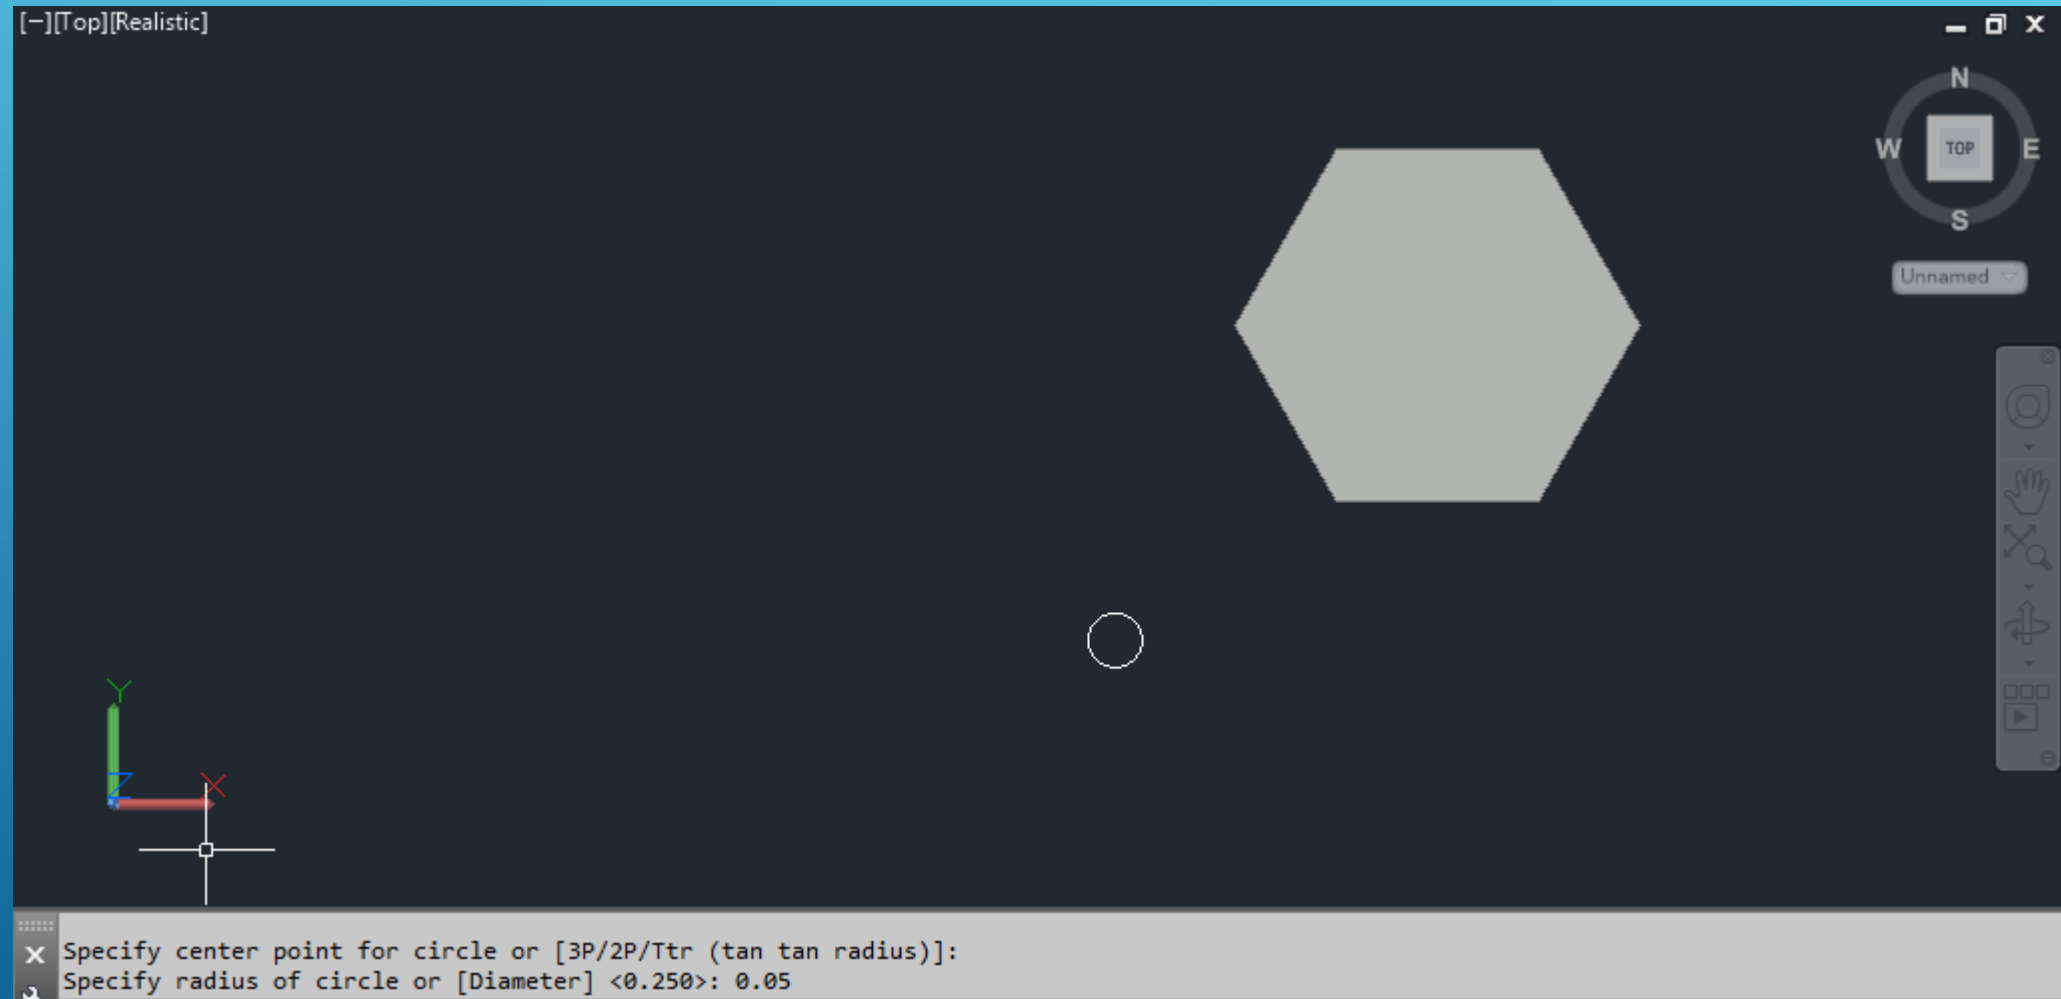 [−][Top][Realistic]
N
W
TOP
E
S
Unnamed
Y
Z
X
Specify center point for circle or [3P/2P/Ttr (tan tan radius)]:
Specify radius of circle or [Diameter] <0.250>: 0.05